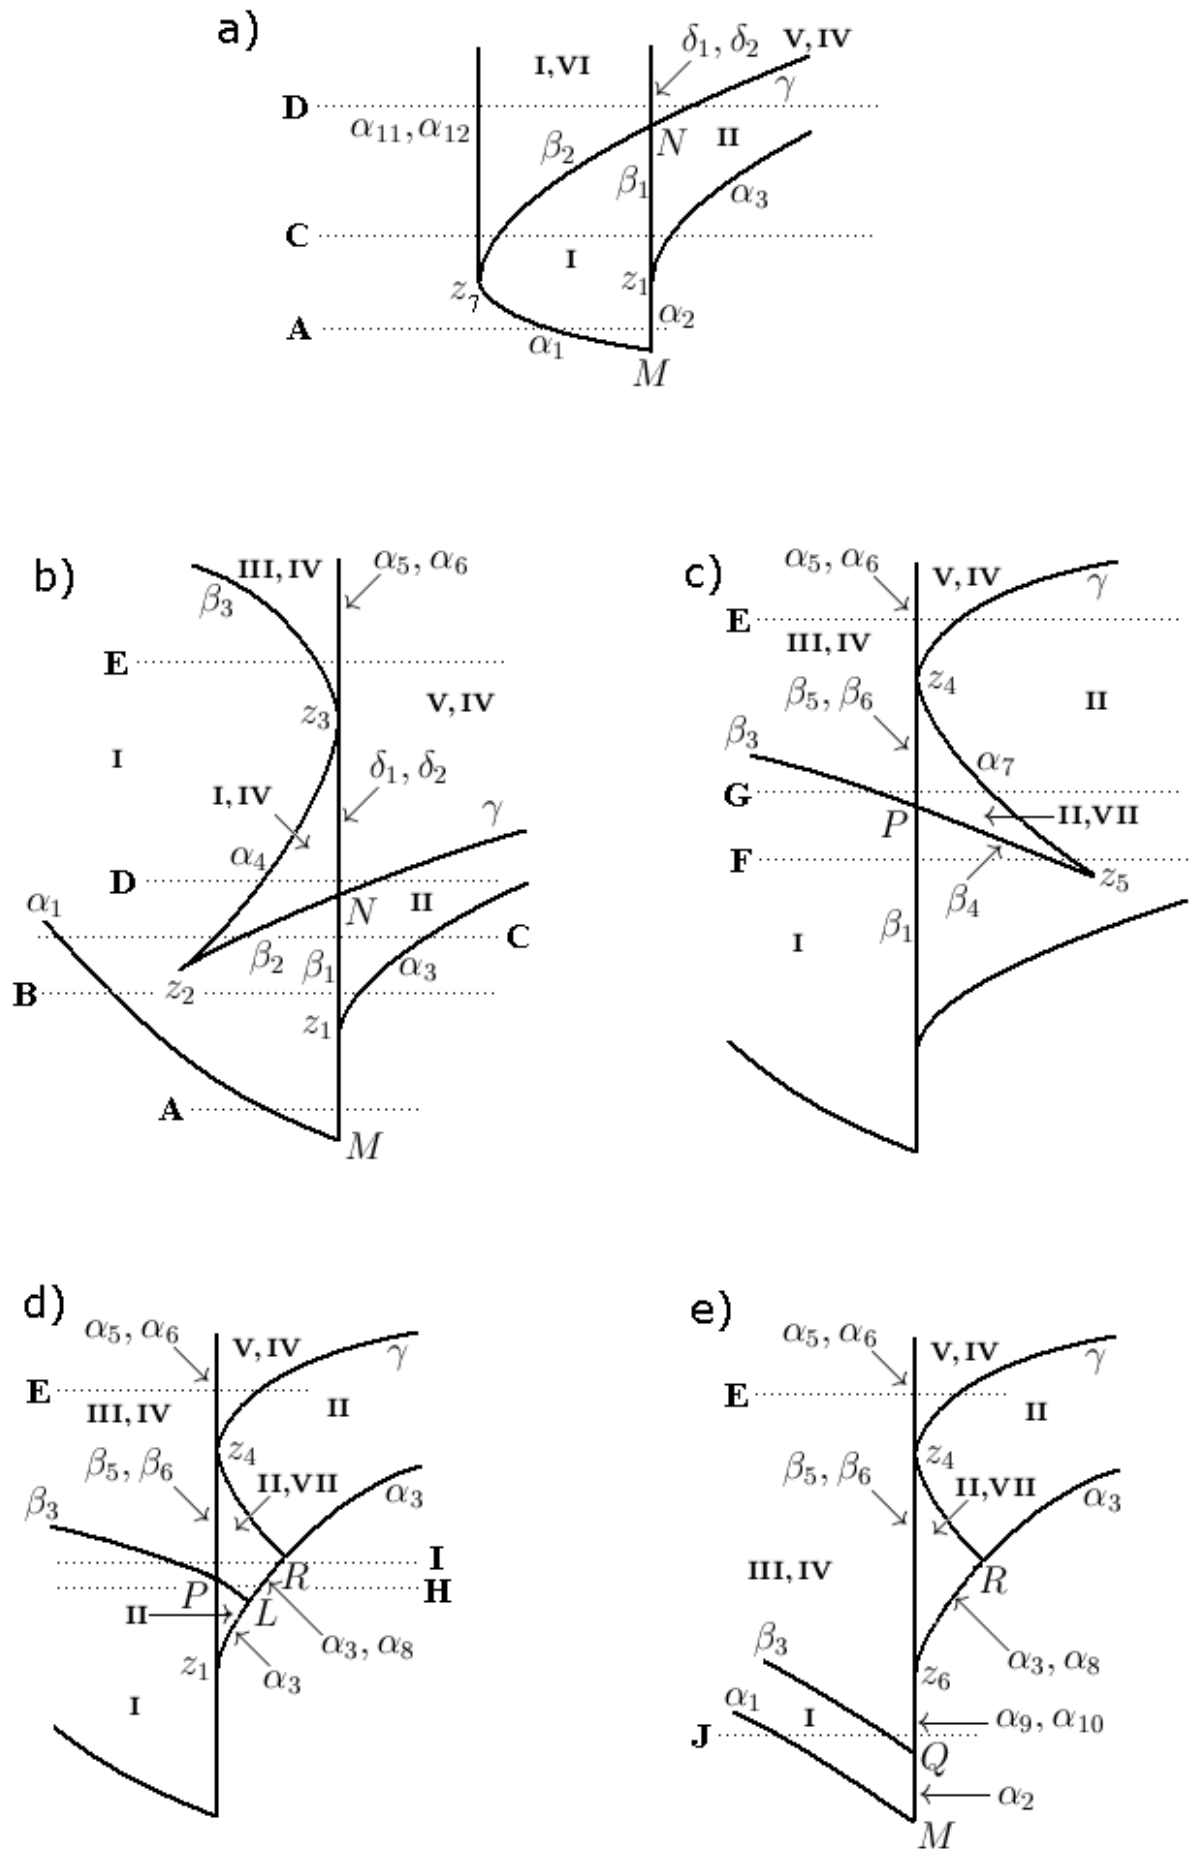 a)
I, VI
δ₁, δ₂
V, IV
γ
D
α₁₁, α₁₂
β₂
N
II
β₁
α₃
C
I
z₇
z₁
α₂
A
α₁
M
b)
III, IV
α₅, α₆
β₃
E
V, IV
z₃
I
I, IV
δ₁, δ₂
α₄
γ
D
α₁
N
II
C
β₂
β₁
α₃
B
z₂
z₁
A
M
c)
α₅, α₆
V, IV
γ
E
III, IV
z₄
β₅, β₆
II
β₃
α₇
G
P
II, VII
F
β₄
z₅
I
β₁
d)
α₅, α₆
V, IV
γ
E
III, IV
II
z₄
β₅, β₆
II, VII
β₃
α₃
I
P
R
H
II
L
α₃, α₈
z₁
α₃
I
e)
α₅, α₆
V, IV
γ
E
II
z₄
β₅, β₆
II, VII
α₃
III, IV
R
β₃
α₃, α₈
z₆
α₁
I
α₉, α₁₀
J
Q
α₂
M